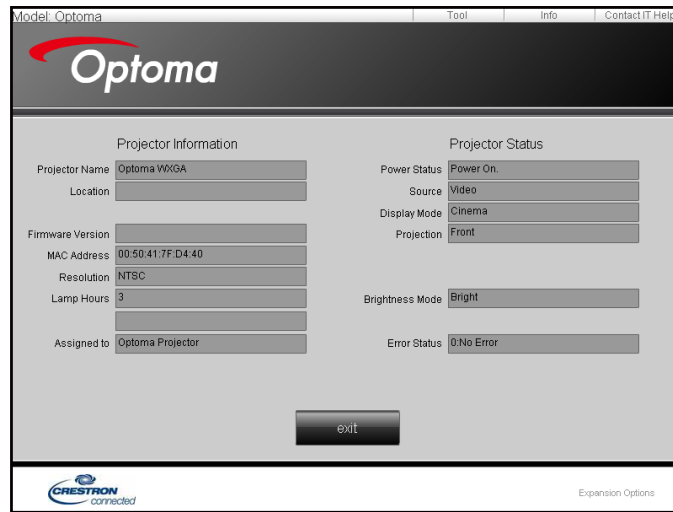 Model: Optoma
Tool Info Contact IT Help
Optoma
Projector Information
Projector Status
Projector Name Optoma WXGA
Power Status Power On.
Location
Source Video
Display Mode Cinema
Firmware Version
Projection Front
MAC Address 00:50:41:7F:D4:40
Resolution NTSC
Lamp Hours 3
Brightness Mode Bright
Assigned to Optoma Projector
Error Status 0:No Error
exit
CRESTRON
connected
Expansion Options